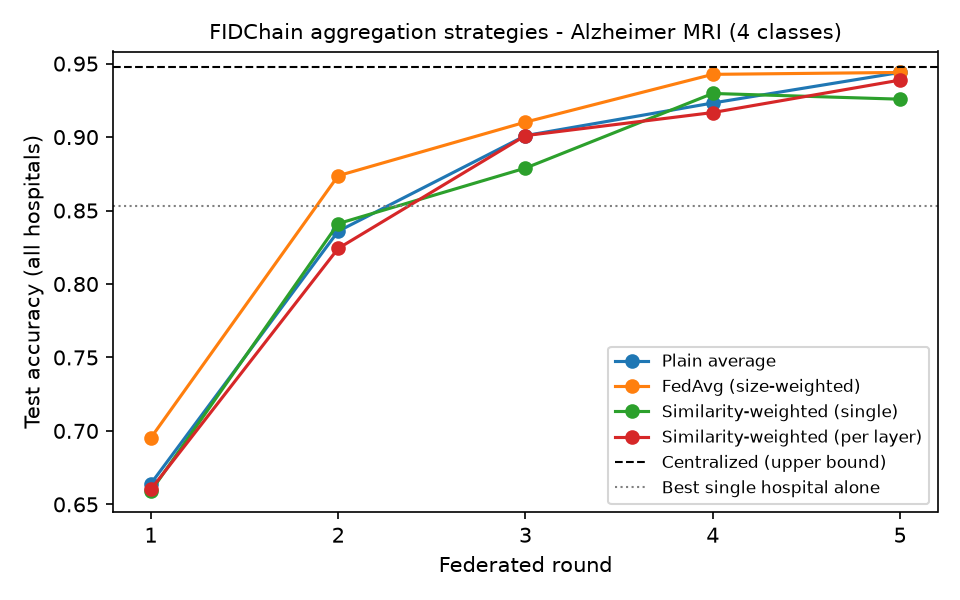 FIDChain aggregation strategies - Alzheimer MRI (4 classes)
Test accuracy (all hospitals)
0.95
0.90
0.85
0.80
0.75
0.70
0.65
Plain average
FedAvg (size-weighted)
Similarity-weighted (single)
Similarity-weighted (per layer)
Centralized (upper bound)
Best single hospital alone
1 2 3 4 5
Federated round